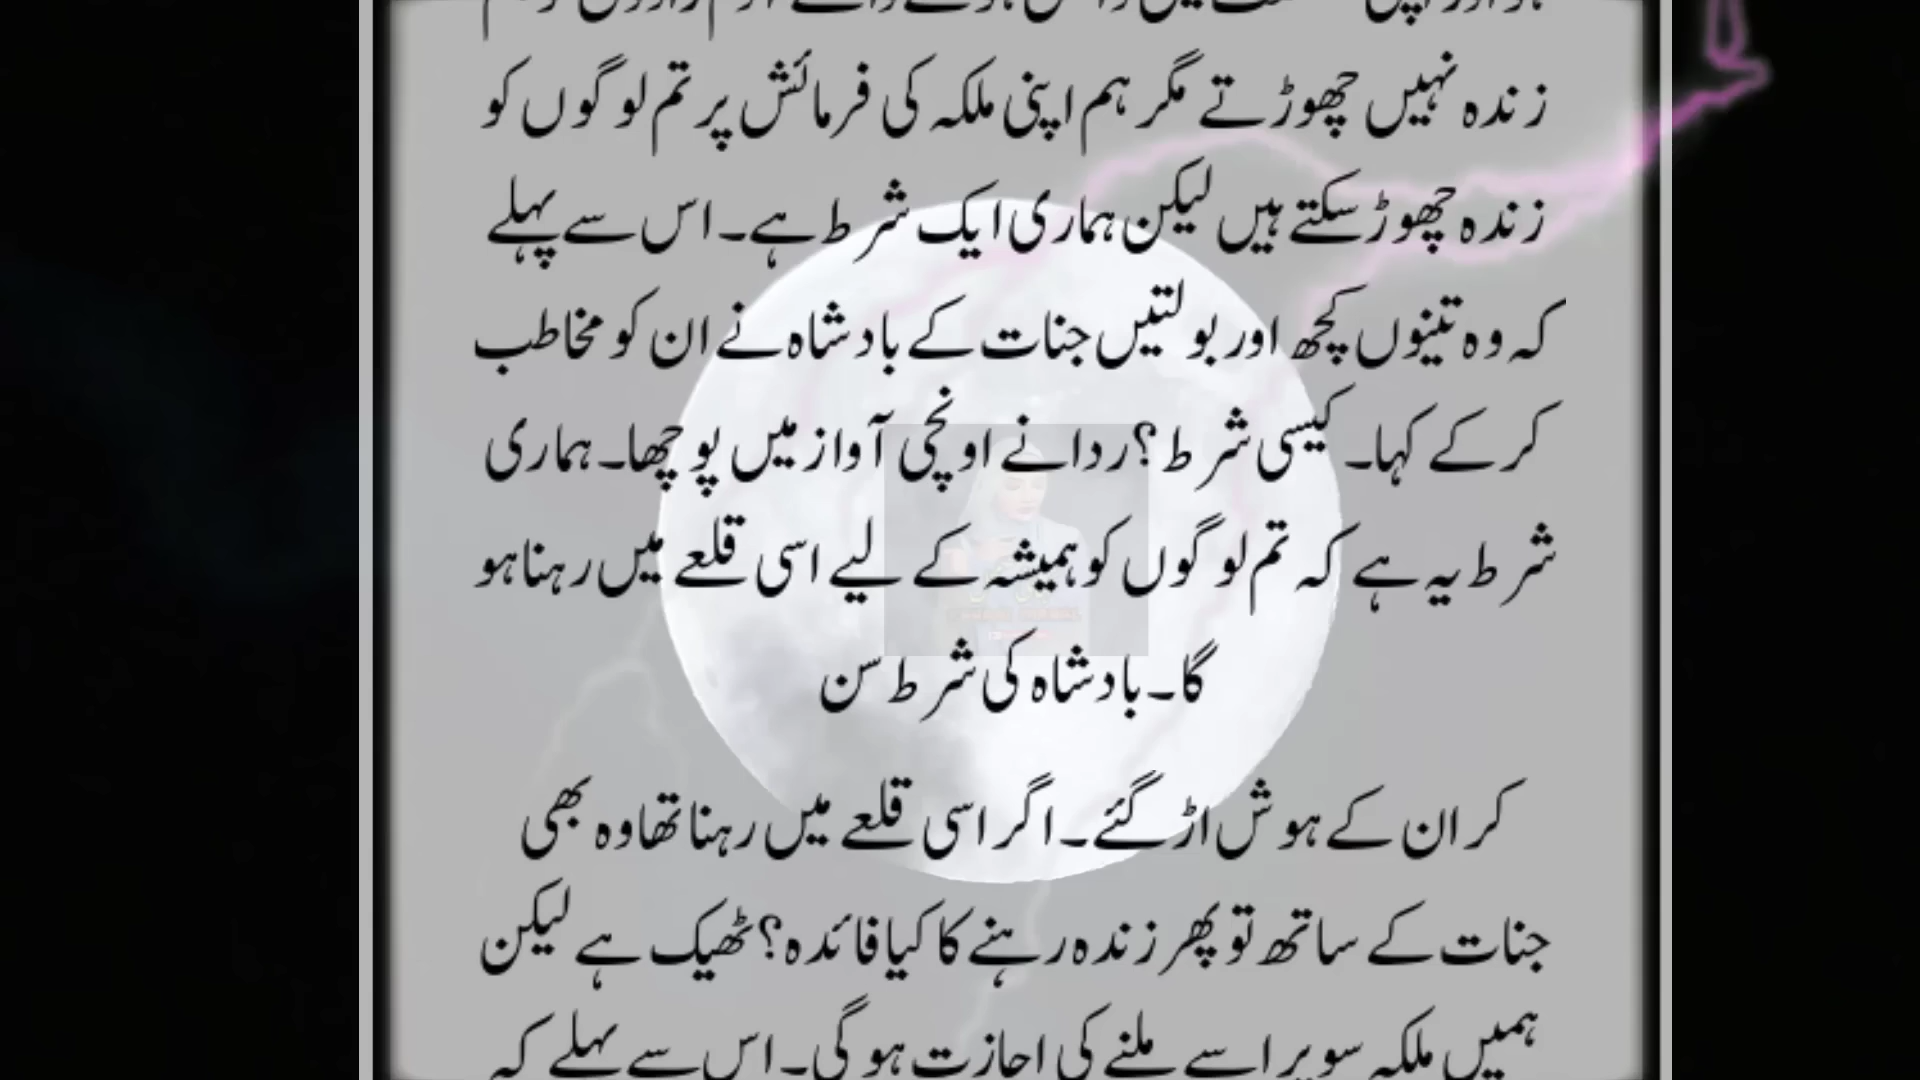 زندہ نہیں چھوڑتے مگر ہم اپنی ملکہ کی فرمائش پر تم لوگوں کو
زندہ چھوڑ سکتے ہیں لیکن ہماری ایک شرط ہے۔ اس سے پہلے
کہ وہ تینوں کچھ اور بولتیں جنات کے بادشاہ نے ان کو مخاطب
کر کے کہا۔ کیسی شرط ؟ ردا نے اونچی آواز میں پوچھا۔ ہماری
شرط یہ ہے کہ تم لوگوں کو ہمیشہ کے لیے اسی قلعے میں رہنا ہو
گا۔ بادشاہ کی شرط سن
کر ان کے ہوش اڑ گئے۔ اگر اسی قلعے میں رہنا تھا وہ بھی
جنات کے ساتھ تو پھر زندہ رہنے کا کیا فائدہ؟ ٹھیک ہے لیکن
ہمیں ملکہ سویرا سے ملنے کی اجازت ہو گی۔ اس سے پہلے کہ